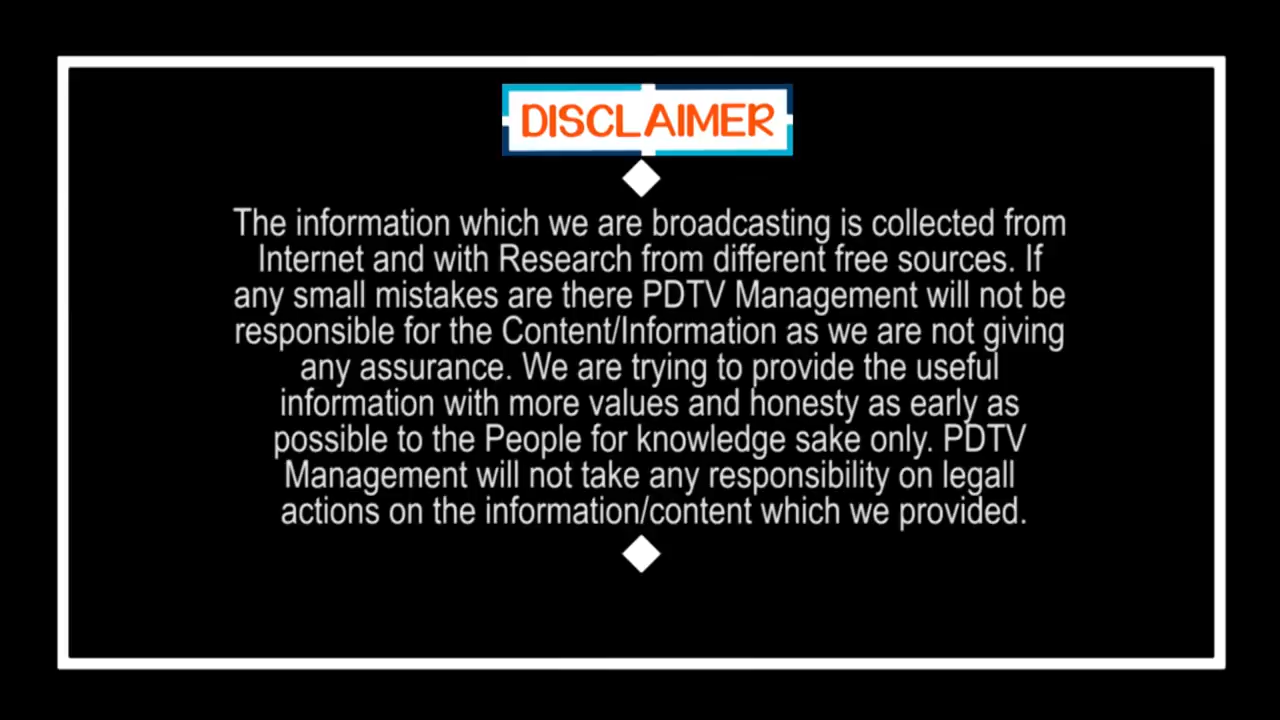 DISCLAIMER
The information which we are broadcasting is collected from
Internet and with Research from different free sources. If
any small mistakes are there PDTV Management will not be
responsible for the Content/Information as we are not giving
any assurance. We are trying to provide the useful
information with more values and honesty as early as
possible to the People for knowledge sake only. PDTV
Management will not take any responsibility on legall
actions on the information/content which we provided.